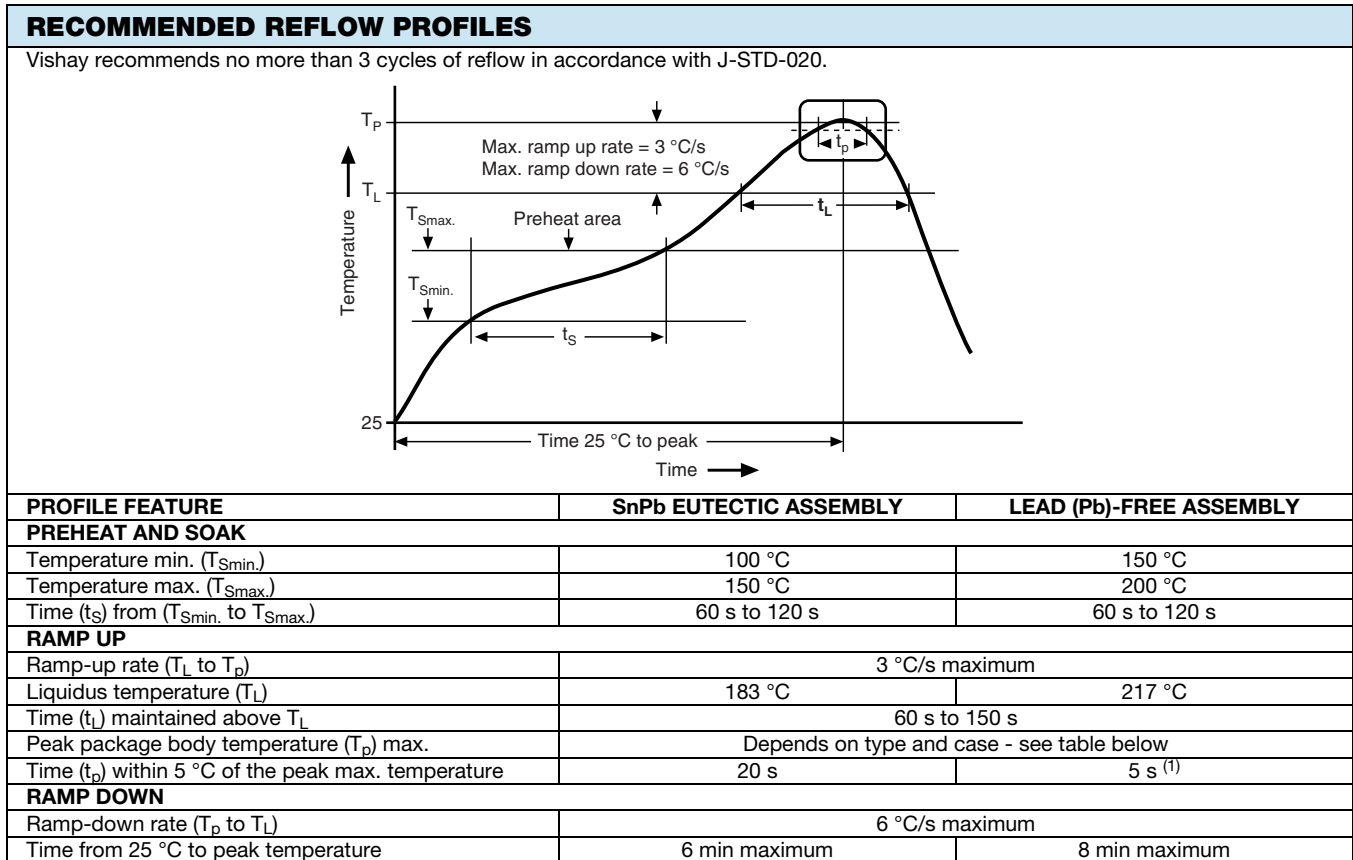 RECOMMENDED REFLOW PROFILES
Vishay recommends no more than 3 cycles of reflow in accordance with J-STD-020.
TP
Max. ramp up rate = 3 °C/s
Max. ramp down rate = 6 °C/s
tp
TL
TSmax.
Preheat area
tL
Temperature
TSmin.
tS
25
Time 25 °C to peak
Time
PROFILE FEATURE SnPb EUTECTIC ASSEMBLY LEAD (Pb)-FREE ASSEMBLY
PREHEAT AND SOAK
Temperature min. (TSmin.) 100 °C 150 °C
Temperature max. (TSmax.) 150 °C 200 °C
Time (tS) from (TSmin. to TSmax.) 60 s to 120 s 60 s to 120 s
RAMP UP
Ramp-up rate (TL to Tp) 3 °C/s maximum
Liquidus temperature (TL) 183 °C 217 °C
Time (tL) maintained above TL 60 s to 150 s
Peak package body temperature (Tp) max. Depends on type and case - see table below
Time (tp) within 5 °C of the peak max. temperature 20 s 5 s (1)
RAMP DOWN
Ramp-down rate (Tp to TL) 6 °C/s maximum
Time from 25 °C to peak temperature 6 min maximum 8 min maximum